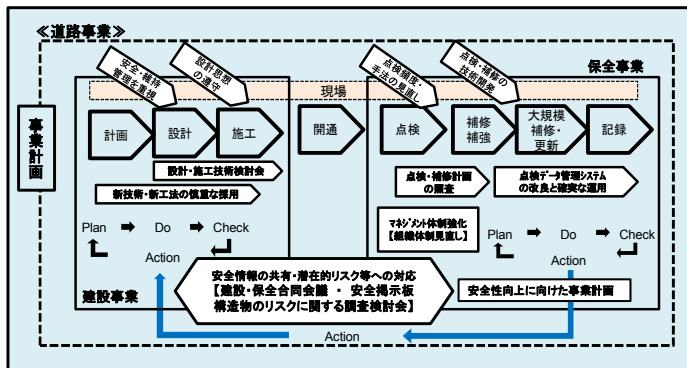 ≪道路事業≫
安全・維持
管理を重視
設計思想
の遵守
点検頻度・
手法の見直し
点検・補修の
技術開発
保全事業
現場
事業計画
計画
設計
施工
開通
点検
補修
補強
大規模
補修・
更新
記録
設計・施工技術検討会
新技術・新工法の慎重な採用
点検・補修計画
の照査
点検データ管理システム
の改良と確実な運用
マネジメント体制強化
【組織体制見直し】
Plan
Do
Check
Action
Plan
Do
Check
Action
安全情報の共有・潜在的リスク等への対応
【建設・保全合同会議 ・ 安全掲示板
構造物のリスクに関する調査検討会】
安全性向上に向けた事業計画
建設事業
Action